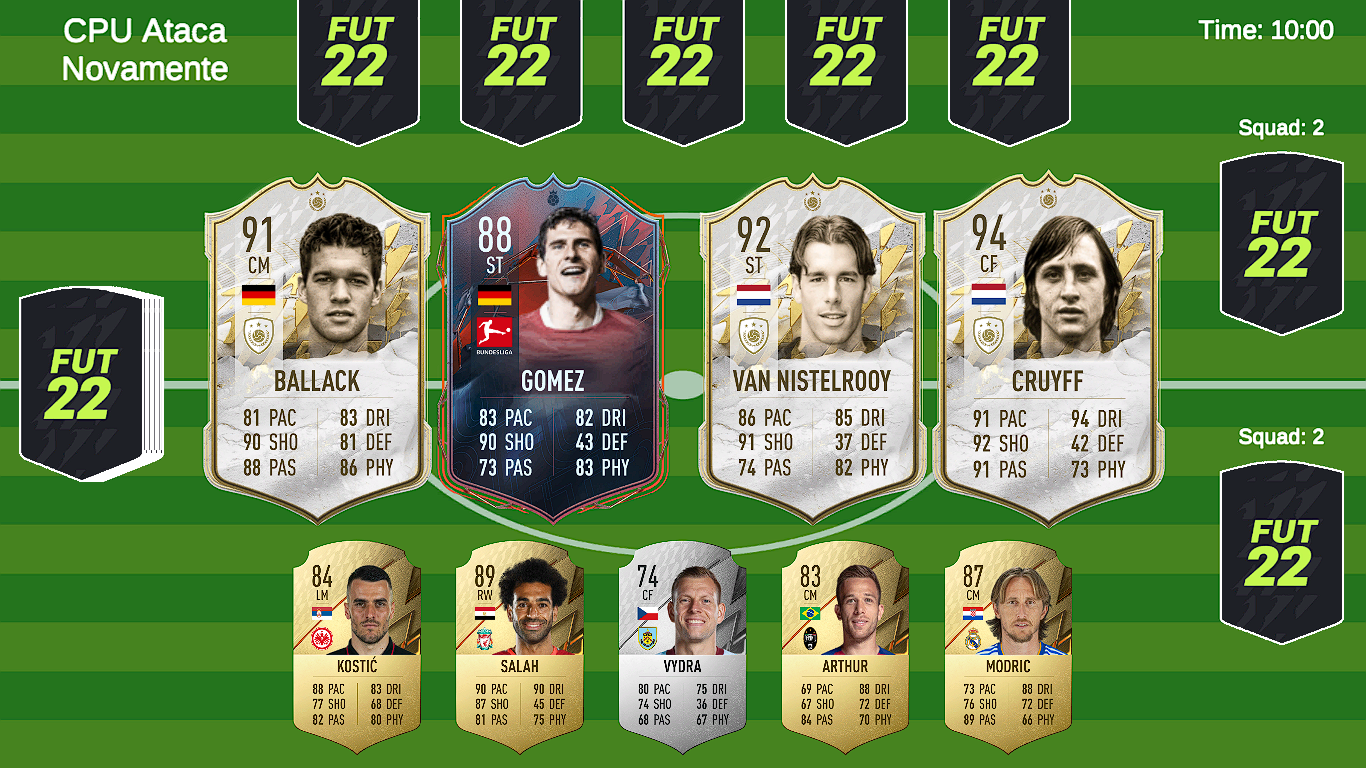 CPU Ataca
Novamente
FUT
22
FUT
22
FUT
22
FUT
22
FUT
22
Time: 10:00
Squad: 2
FUT
22
FUT
22
91
CM
BALLACK
81 PAC 83 DRI
90 SHO 81 DEF
88 PAS 86 PHY
88
ST
BUNDESLIGA
GOMEZ
83 PAC 82 DRI
90 SHO 43 DEF
73 PAS 83 PHY
92
ST
VAN NISTELROOY
86 PAC 85 DRI
91 SHO 37 DEF
74 PAS 82 PHY
94
CF
CRUYFF
91 PAC 94 DRI
92 SHO 42 DEF
91 PAS 73 PHY
Squad: 2
FUT
22
84
LM
KOSTIĆ
88 PAC 83 DRI
77 SHO 68 DEF
82 PAS 80 PHY
89
RW
SALAH
90 PAC 90 DRI
87 SHO 45 DEF
81 PAS 75 PHY
74
CF
VYDRA
80 PAC 75 DRI
74 SHO 36 DEF
68 PAS 67 PHY
83
CM
ARTHUR
69 PAC 88 DRI
67 SHO 72 DEF
84 PAS 70 PHY
87
CM
MODRIC
73 PAC 88 DRI
76 SHO 72 DEF
89 PAS 66 PHY